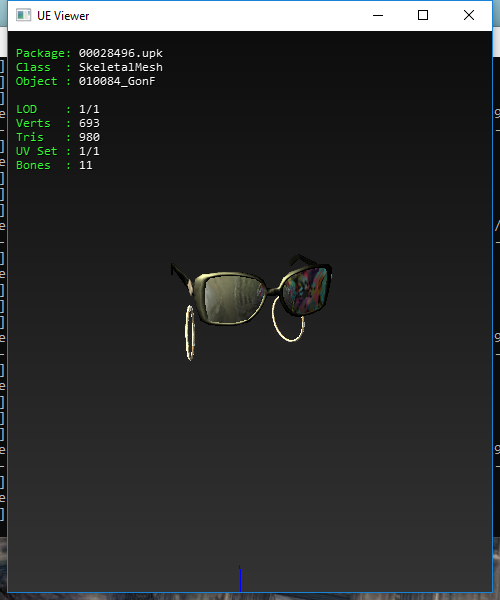 UE Viewer
Package: 00028496.upk
Class : SkeletalMesh
Object : 010084_GonF
LOD : 1/1
Verts : 693
Tris : 980
UV Set : 1/1
Bones : 11